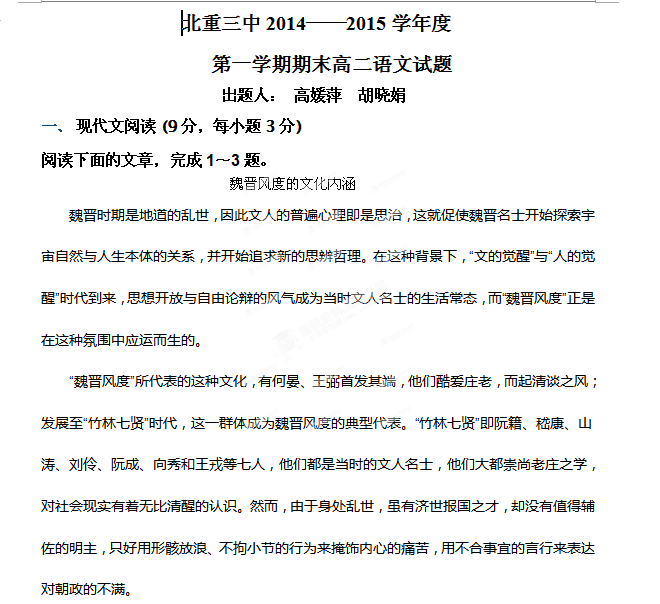 北重三中 2014——2015 学年度
第一学期期末高二语文试题
出题人： 高媛萍 胡晓娟
一、 现代文阅读 (9 分，每小题 3 分)
阅读下面的文章，完成 1～3 题。
魏晋风度的文化内涵
魏晋时期是地道的乱世，因此文人的普遍心理即是思治，这就促使魏晋名士开始探索宇
宙自然与人生本体的关系，并开始追求新的思辨哲理。在这种背景下，“文的觉醒”与“人的觉
醒”时代到来，思想开放与自由论辩的风气成为当时文人名士的生活常态，而“魏晋风度”正是
在这种氛围中应运而生的。
“魏晋风度”所代表的这种文化，有何晏、王弼首发其端，他们酷爱庄老，而起清谈之风；
发展至“竹林七贤”时代，这一群体成为魏晋风度的典型代表。“竹林七贤”即阮籍、嵇康、山
涛、刘伶、阮成、向秀和王戎等七人，他们都是当时的文人名士，他们大都崇尚老庄之学，
对社会现实有着无比清醒的认识。然而，由于身处乱世，虽有济世报国之才，却没有值得辅
佐的明主，只好用形骸放浪、不拘小节的行为来掩饰内心的痛苦，用不合事宜的言行来表达
对朝政的不满。